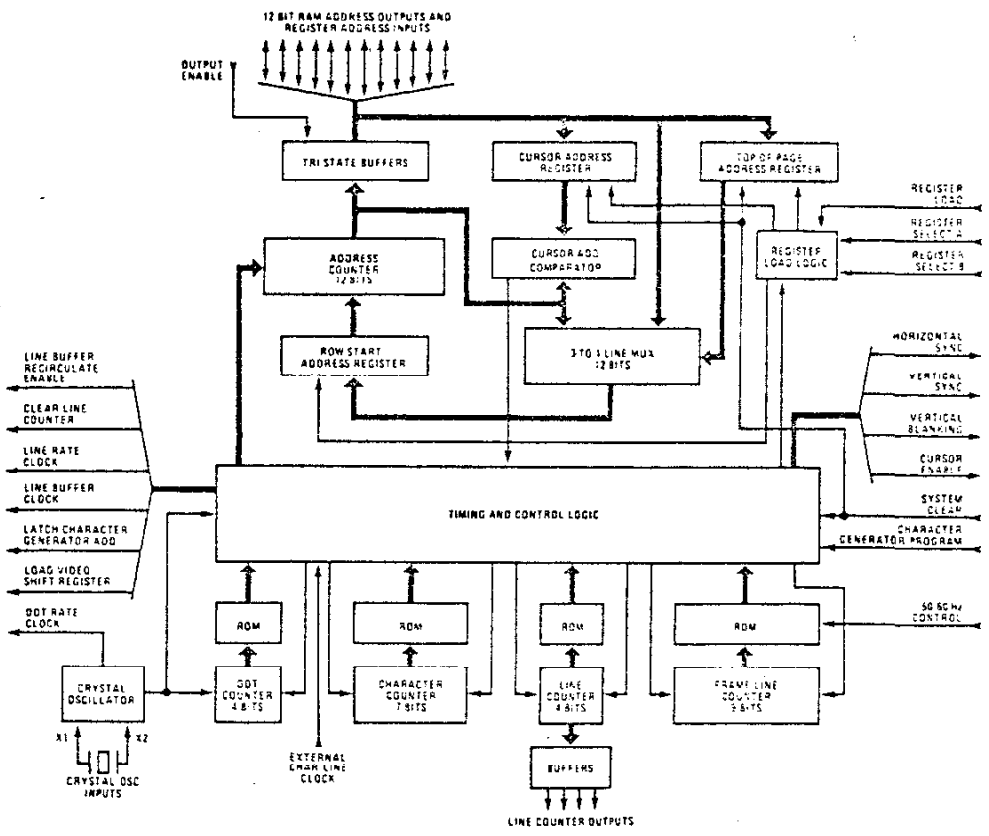 12 BIT RAM ADDRESS OUTPUTS AND
REGISTER ADDRESS INPUTS
OUTPUT
ENABLE
TRI STATE BUFFERS
CURSOR ADDRESS
REGISTER
TOP OF PAGE
ADDRESS REGISTER
REGISTER
LOAD
REGISTER
SELECT A
REGISTER
SELECT B
REGISTER
LOAD LOGIC
ADDRESS
COUNTER
12 BITS
CURSOR ADD
COMPARATOR
ROW START
ADDRESS REGISTER
3 TO 1 LINE MUX
12 BITS
LINE BUFFER
RECIRCULATE
ENABLE
CLEAR LINE
COUNTER
LINE RATE
CLOCK
LINE BUFFER
CLOCK
LATCH CHARACTER
GENERATOR ADD
LOAD VIDEO
SHIFT REGISTER
DOT RATE
CLOCK
HORIZONTAL
SYNC
VERTICAL
SYNC
VERTICAL
BLANKING
CURSOR
ENABLE
SYSTEM
CLEAR
CHARACTER
GENERATOR PROGRAM
50 60 Hz
CONTROL
TIMING AND CONTROL LOGIC
ROM
ROM
ROM
ROM
CRYSTAL
OSCILLATOR
DOT
COUNTER
4 BITS
CHARACTER
COUNTER
7 BITS
LINE
COUNTER
4 BITS
FRAME LINE
COUNTER
9 BITS
X1
X2
CRYSTAL OSC
INPUTS
EXTERNAL
CHAR LINE
CLOCK
BUFFERS
LINE COUNTER OUTPUTS